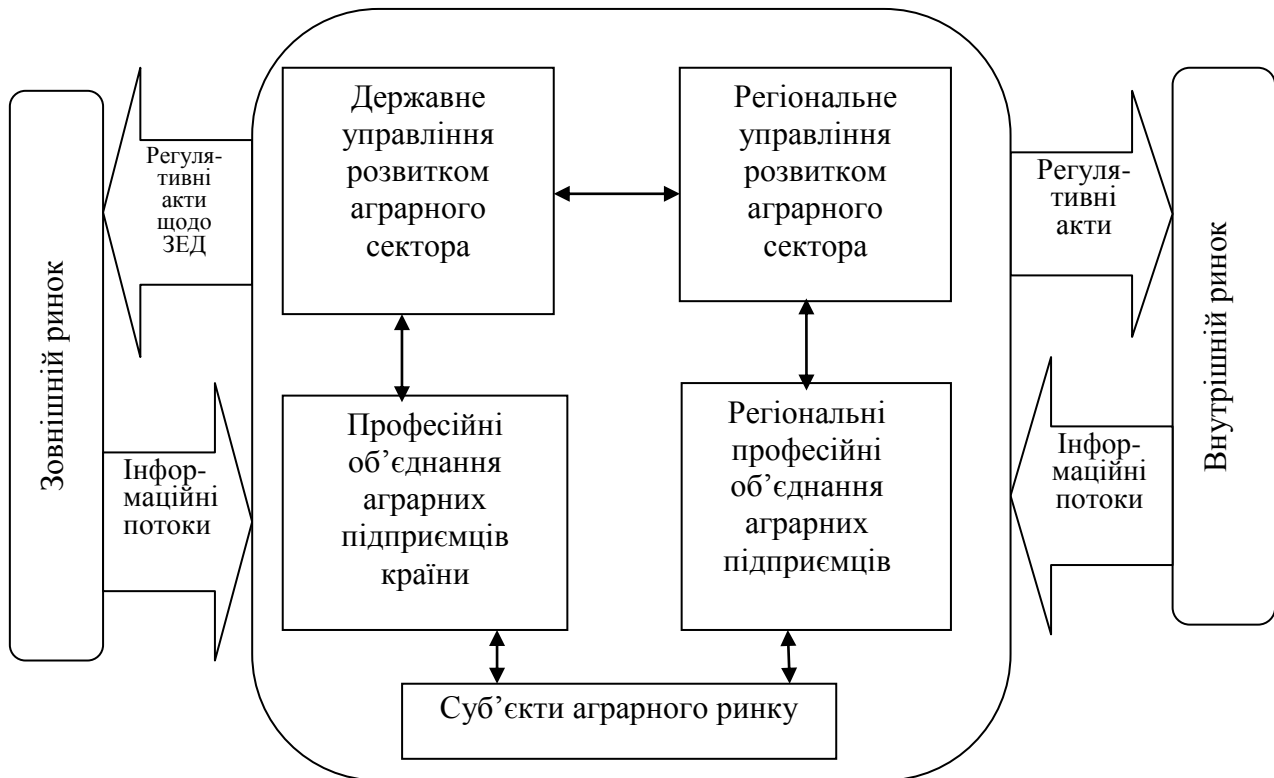 Зовнішній ринок
Регуля-
тивні
акти
щодо
ЗЕД
Інфор-
маційні
потоки
Державне
управління
розвитком
аграрного
сектора
Регіональне
управління
розвитком
аграрного
сектора
Професійні
об’єднання
аграрних
підприємців
країни
Регіональні
професійні
об’єднання
аграрних
підприємців
Суб’єкти аграрного ринку
Регуля-
тивні
акти
Інфор-
маційні
потоки
Внутрішній ринок